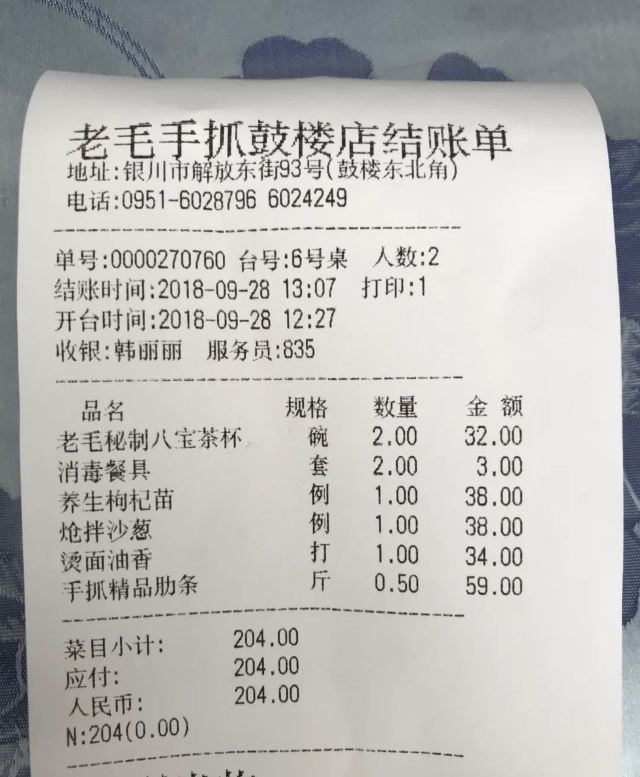 老毛手抓鼓楼店结账单
地址:银川市解放东街93号(鼓楼东北角)
电话:0951-6028796 6024249
单号:0000270760 台号:6号桌 人数:2
结账时间:2018-09-28 13:07 打印:1
开台时间:2018-09-28 12:27
收银:韩丽丽 服务员:835
品名 规格 数量 金 额
老毛秘制八宝茶杯 碗 2.00 32.00
消毒餐具 套 2.00 3.00
养生枸杞苗 例 1.00 38.00
炝拌沙葱 例 1.00 38.00
烫面油香 打 1.00 34.00
手抓精品肋条 斤 0.50 59.00
菜目小计: 204.00
应付: 204.00
人民币: 204.00
N:204(0.00)